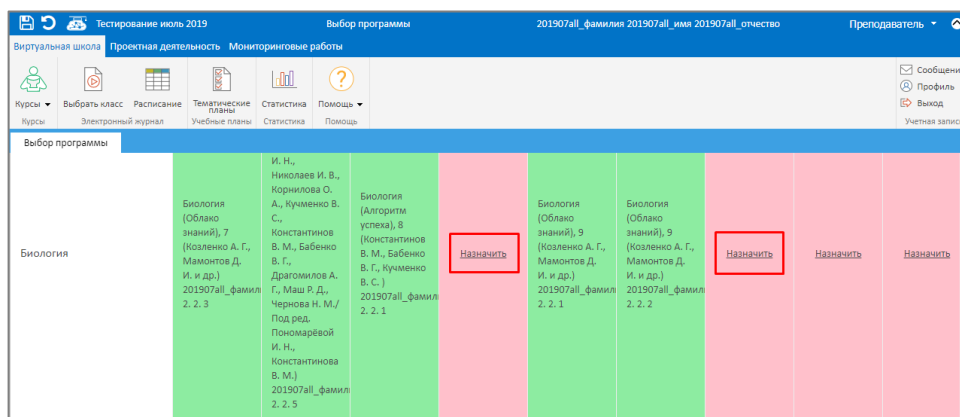 Тестирование июль 2019 Выбор программы 201907all_фамилия 201907all_имя 201907all_отчество Преподаватель
Виртуальная школа Проектная деятельность Мониторинговые работы
Курсы Выбрать класс Расписание Тематические планы Статистика Помощь
Курсы Электронный журнал Учебные планы Статистика Помощь
Сообщени
Профиль
Выход
Учетная запис
Выбор программы
Биология
Биология
(Облако
знаний), 7
(Козленко А. Г.,
Мамонтов Д.
И. и др.)
201907all_фамил
2. 2. 3
И. Н.,
Николаев И. В.,
Корнилова О.
А., Кучменко В.
С.,
Константинов
В. М., Бабенко
В. Г.,
Драгомилов А.
Г., Маш Р. Д.,
Чернова Н. М./
Под ред.
Пономарёвой
И. Н.,
Константинова
В. М.)
201907all_фамил
2. 2. 5
Биология
(Алгоритм
успеха), 8
(Константинов
В. М., Бабенко
В. Г., Кучменко
В. С. )
201907all_фамил
2. 2. 1
Назначить
Биология
(Облако
знаний), 9
(Козленко А. Г.,
Мамонтов Д.
И. и др.)
201907all_фамил
2. 2. 1
Биология
(Облако
знаний), 9
(Козленко А. Г.,
Мамонтов Д.
И. и др.)
201907all_фамил
2. 2. 2
Назначить
Назначить
Назначить